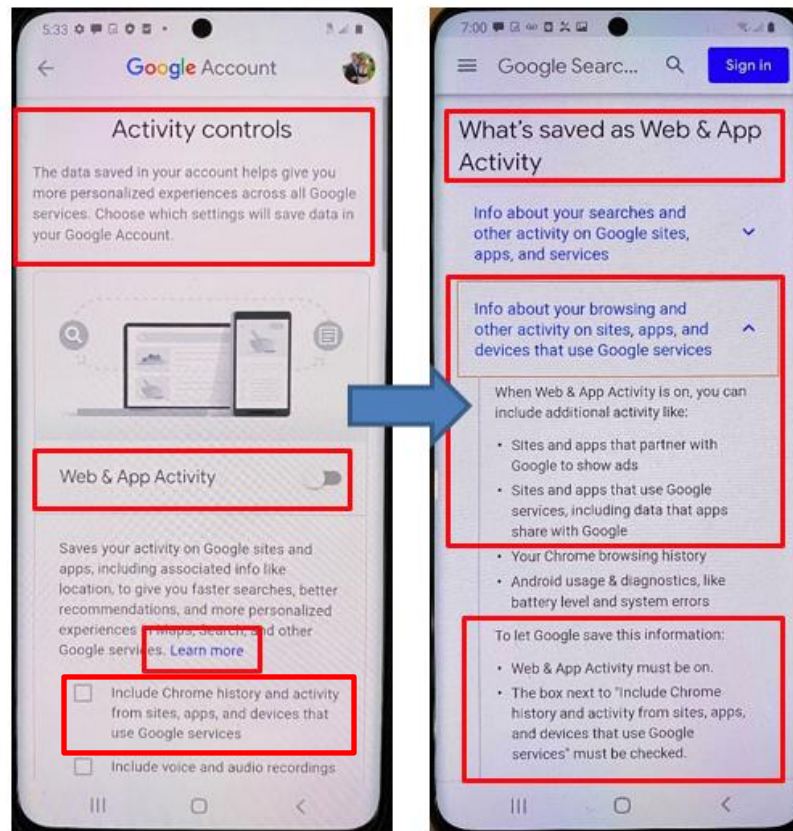 5:33
Google Account
Activity controls
The data saved in your account helps give you
more personalized experiences across all Google
services. Choose which settings will save data in
your Google Account.
Web & App Activity
Saves your activity on Google sites and
apps, including associated info like
location, to give you faster searches, better
recommendations, and more personalized
experiences in Maps, Search, and other
Google services. Learn more
Include Chrome history and activity
from sites, apps, and devices that
use Google services
Include voice and audio recordings
7:00
Google Searc... Sign in
What's saved as Web & App
Activity
Info about your searches and
other activity on Google sites,
apps, and services
Info about your browsing and
other activity on sites, apps, and
devices that use Google services
When Web & App Activity is on, you can
include additional activity like:
• Sites and apps that partner with
Google to show ads
• Sites and apps that use Google
services, including data that apps
share with Google
• Your Chrome browsing history
• Android usage & diagnostics, like
battery level and system errors
To let Google save this information:
• Web & App Activity must be on.
• The box next to "Include Chrome
history and activity from sites, apps,
and devices that use Google
services" must be checked.